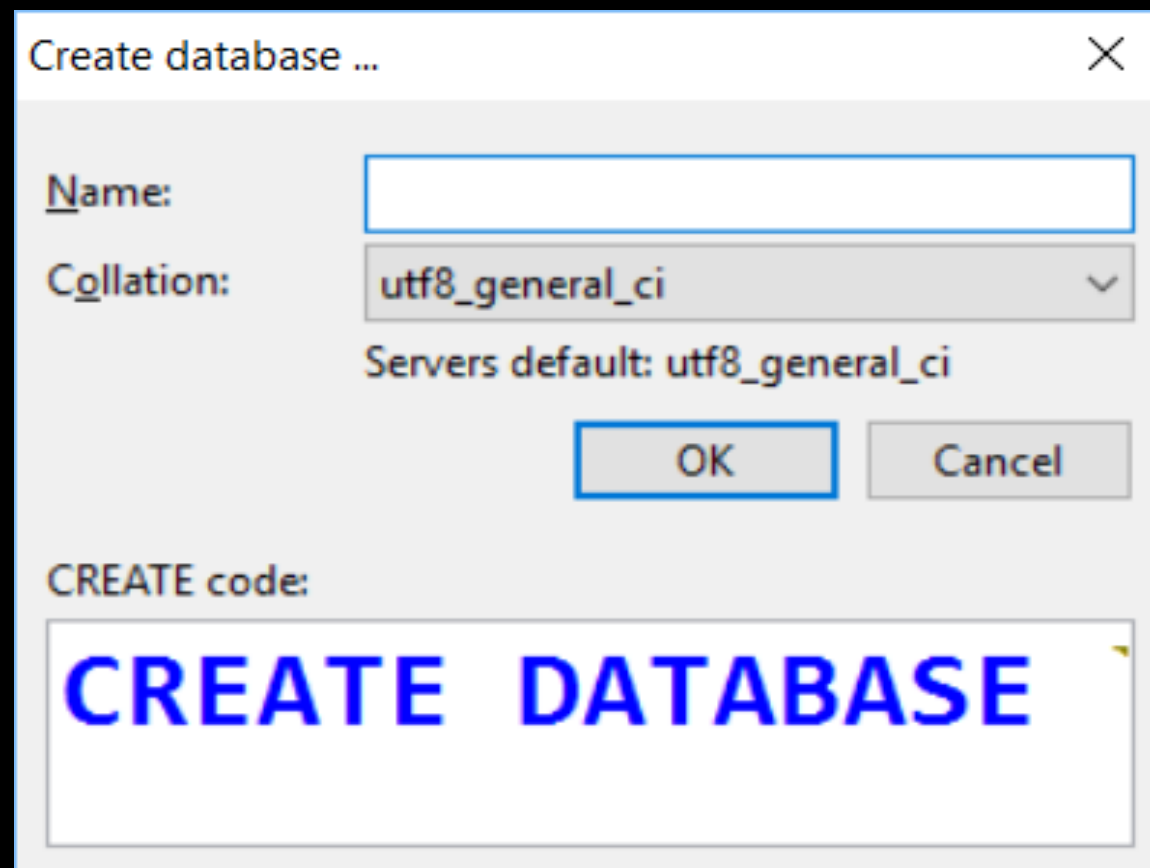 Create database ...
Name:
Collation: utf8_general_ci
Servers default: utf8_general_ci
OK Cancel
CREATE code:
CREATE DATABASE